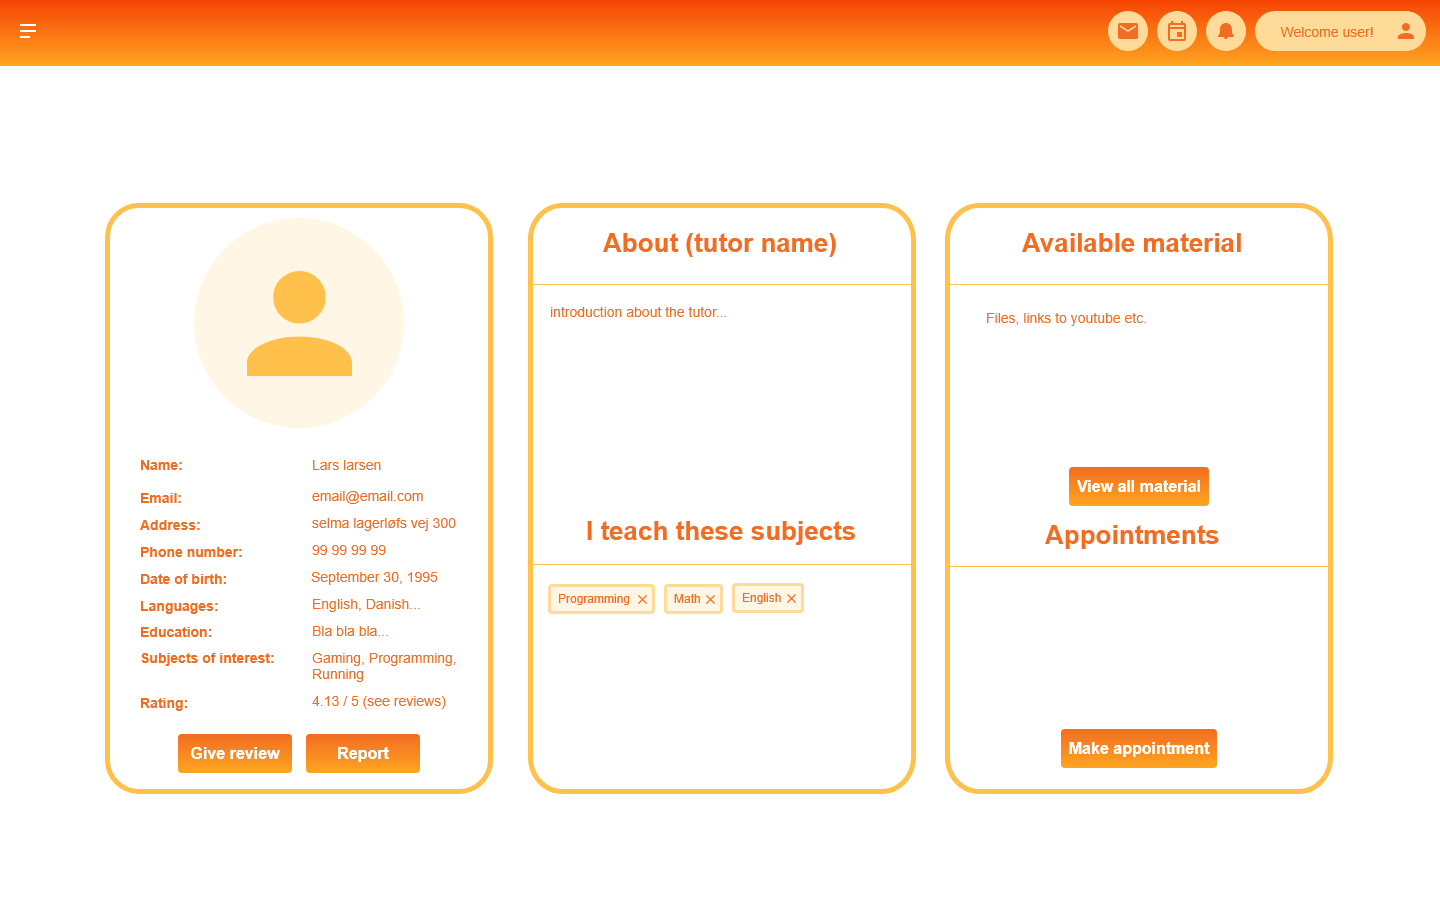 Welcome user!
Name: Lars larsen
Email: email@email.com
Address: selma lagerløfs vej 300
Phone number: 99 99 99 99
Date of birth: September 30, 1995
Languages: English, Danish...
Education: Bla bla bla...
Subjects of interest: Gaming, Programming,
Running
Rating: 4.13 / 5 (see reviews)
Give review Report
About (tutor name)
introduction about the tutor...
I teach these subjects
Programming Math English
Available material
Files, links to youtube etc.
View all material
Appointments
Make appointment